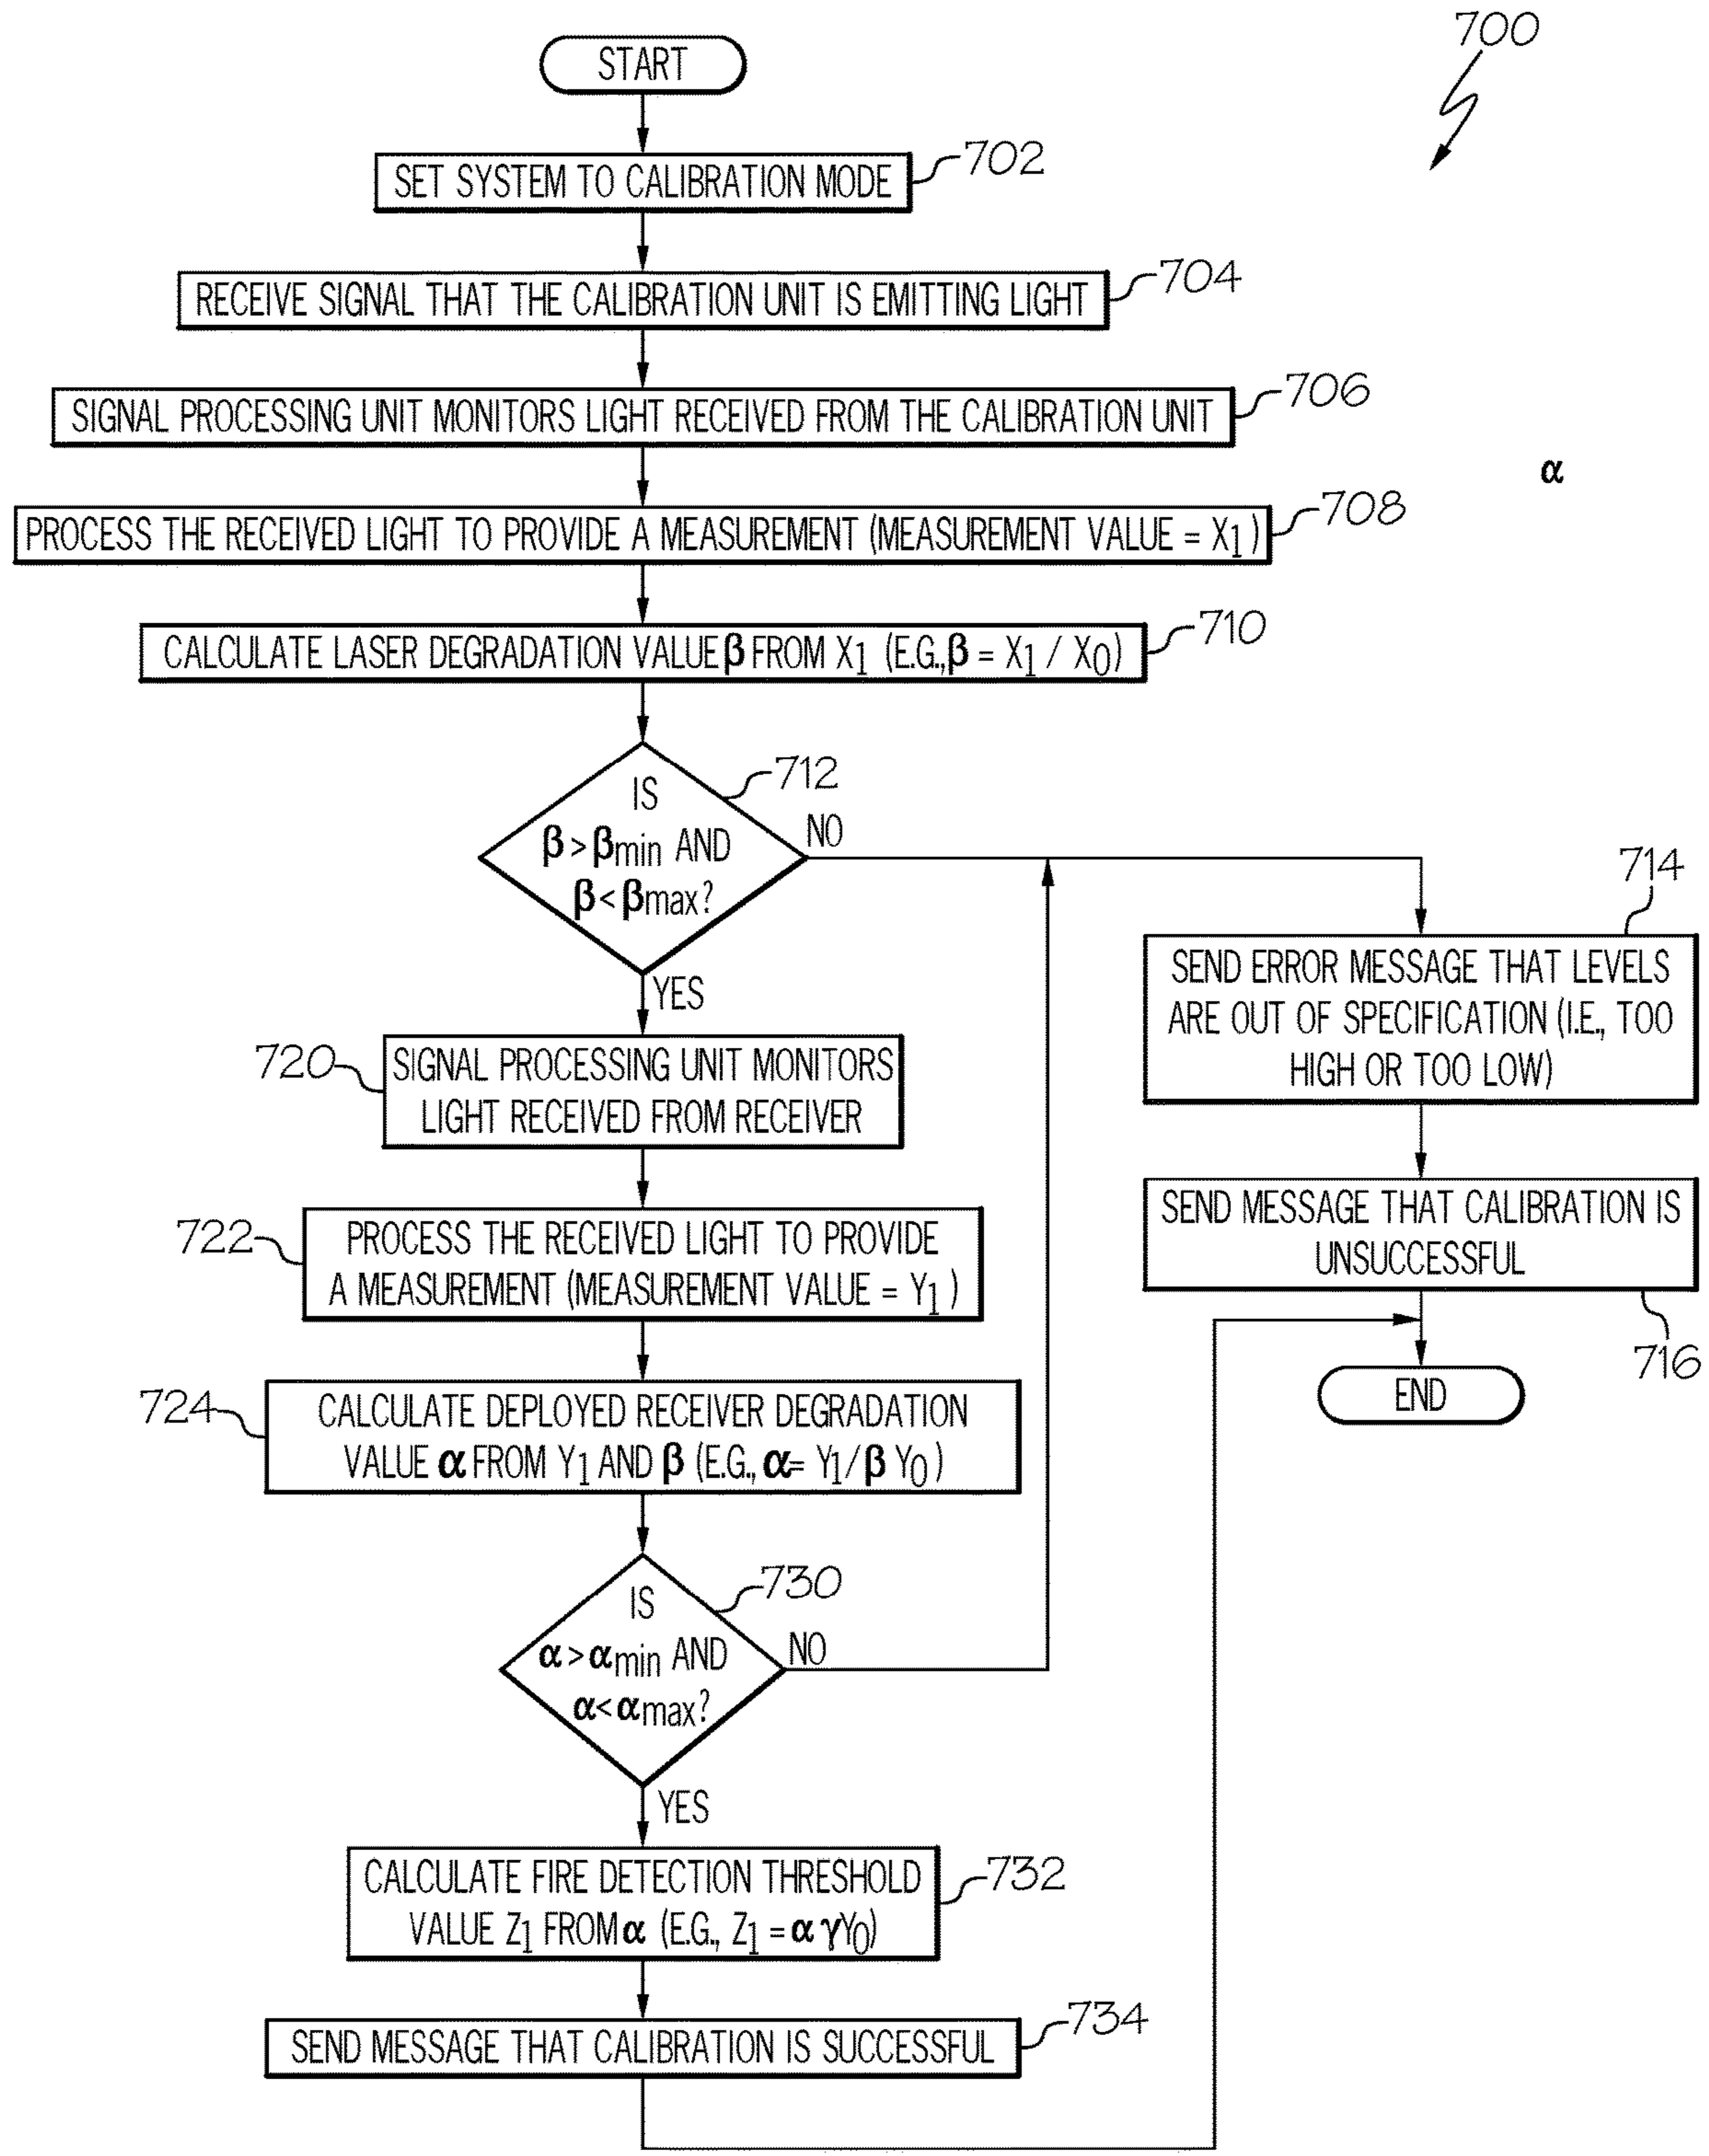 700
START
SET SYSTEM TO CALIBRATION MODE
702
RECEIVE SIGNAL THAT THE CALIBRATION UNIT IS EMITTING LIGHT
704
SIGNAL PROCESSING UNIT MONITORS LIGHT RECEIVED FROM THE CALIBRATION UNIT
706
α
PROCESS THE RECEIVED LIGHT TO PROVIDE A MEASUREMENT (MEASUREMENT VALUE = X1)
708
CALCULATE LASER DEGRADATION VALUE β FROM X1 (E.G., β = X1 / X0)
710
712
IS
β > βmin AND
β < βmax?
NO
YES
714
SEND ERROR MESSAGE THAT LEVELS
ARE OUT OF SPECIFICATION (I.E., TOO
HIGH OR TOO LOW)
720
SIGNAL PROCESSING UNIT MONITORS
LIGHT RECEIVED FROM RECEIVER
SEND MESSAGE THAT CALIBRATION IS
UNSUCCESSFUL
716
END
722
PROCESS THE RECEIVED LIGHT TO PROVIDE
A MEASUREMENT (MEASUREMENT VALUE = Y1)
724
CALCULATE DEPLOYED RECEIVER DEGRADATION
VALUE α FROM Y1 AND β (E.G., α= Y1/ β Y0)
730
IS
α > αmin AND
α < αmax?
NO
YES
CALCULATE FIRE DETECTION THRESHOLD
VALUE Z1 FROM α (E.G., Z1 = α γY0)
732
SEND MESSAGE THAT CALIBRATION IS SUCCESSFUL
734